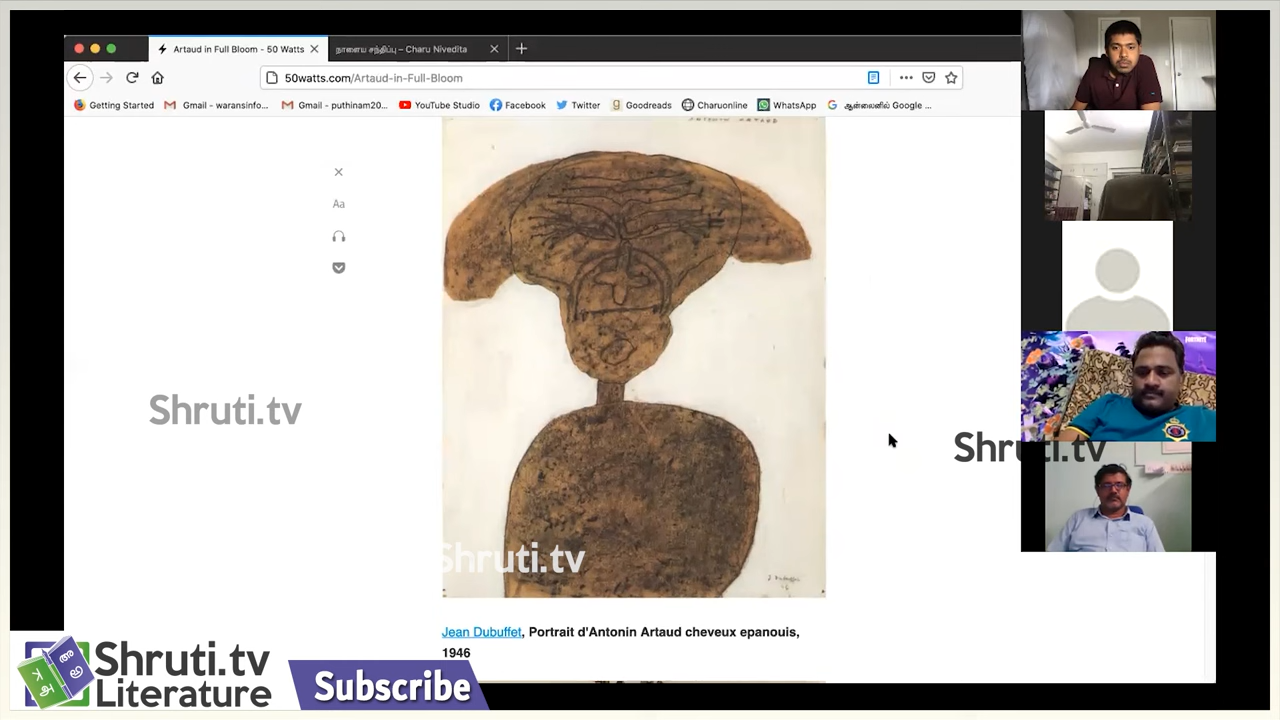 Artaud in Full Bloom - 50 Watts
நாளைய சந்திப்பு – Charu Nivedita
50watts.com/Artaud-in-Full-Bloom
Getting Started
Gmail - waransinfo...
Gmail - puthinam20...
YouTube Studio
Facebook
Twitter
Goodreads
Charuonline
WhatsApp
ஆன்லைனில் Google ...
Aa
Shruti.tv
Shruti.tv
Shruti.tv
Jean Dubuffet, Portrait d'Antonin Artaud cheveux epanouis,
1946
Shruti.tv
Literature
Subscribe